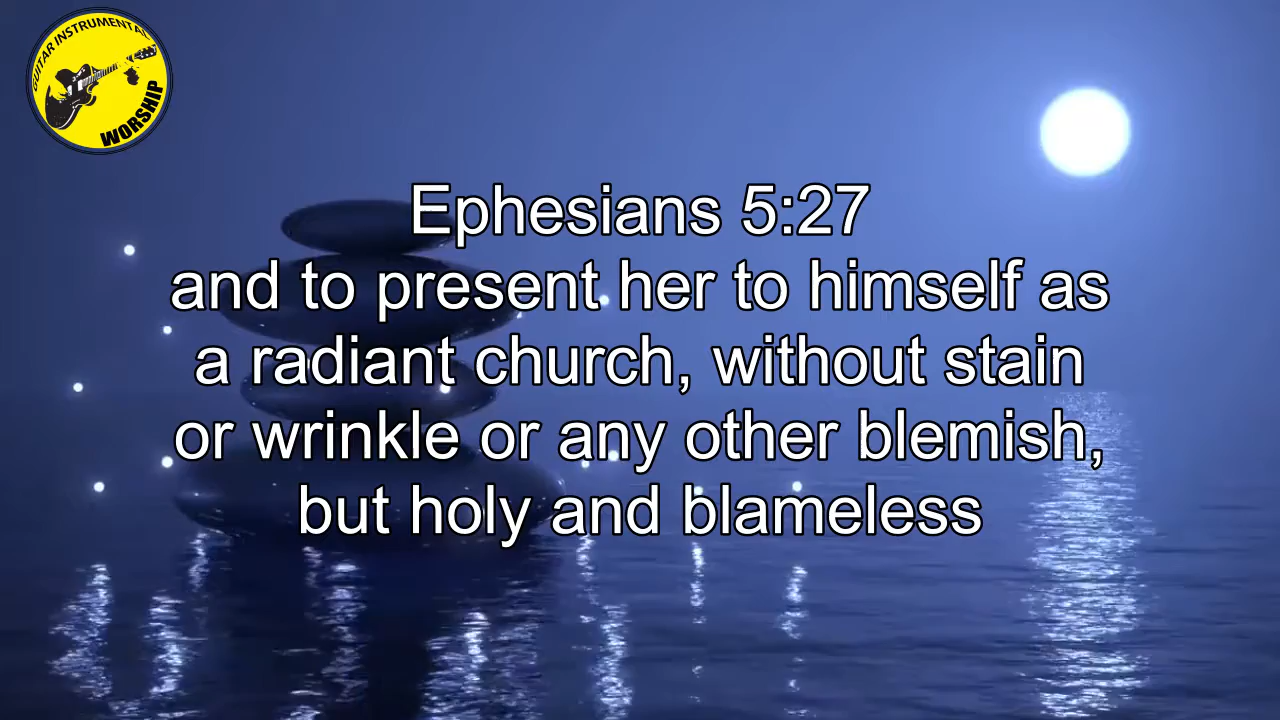 GUITAR INSTRUMENTAL
WORSHIP
Ephesians 5:27
and to present her to himself as
a radiant church, without stain
or wrinkle or any other blemish,
but holy and blameless